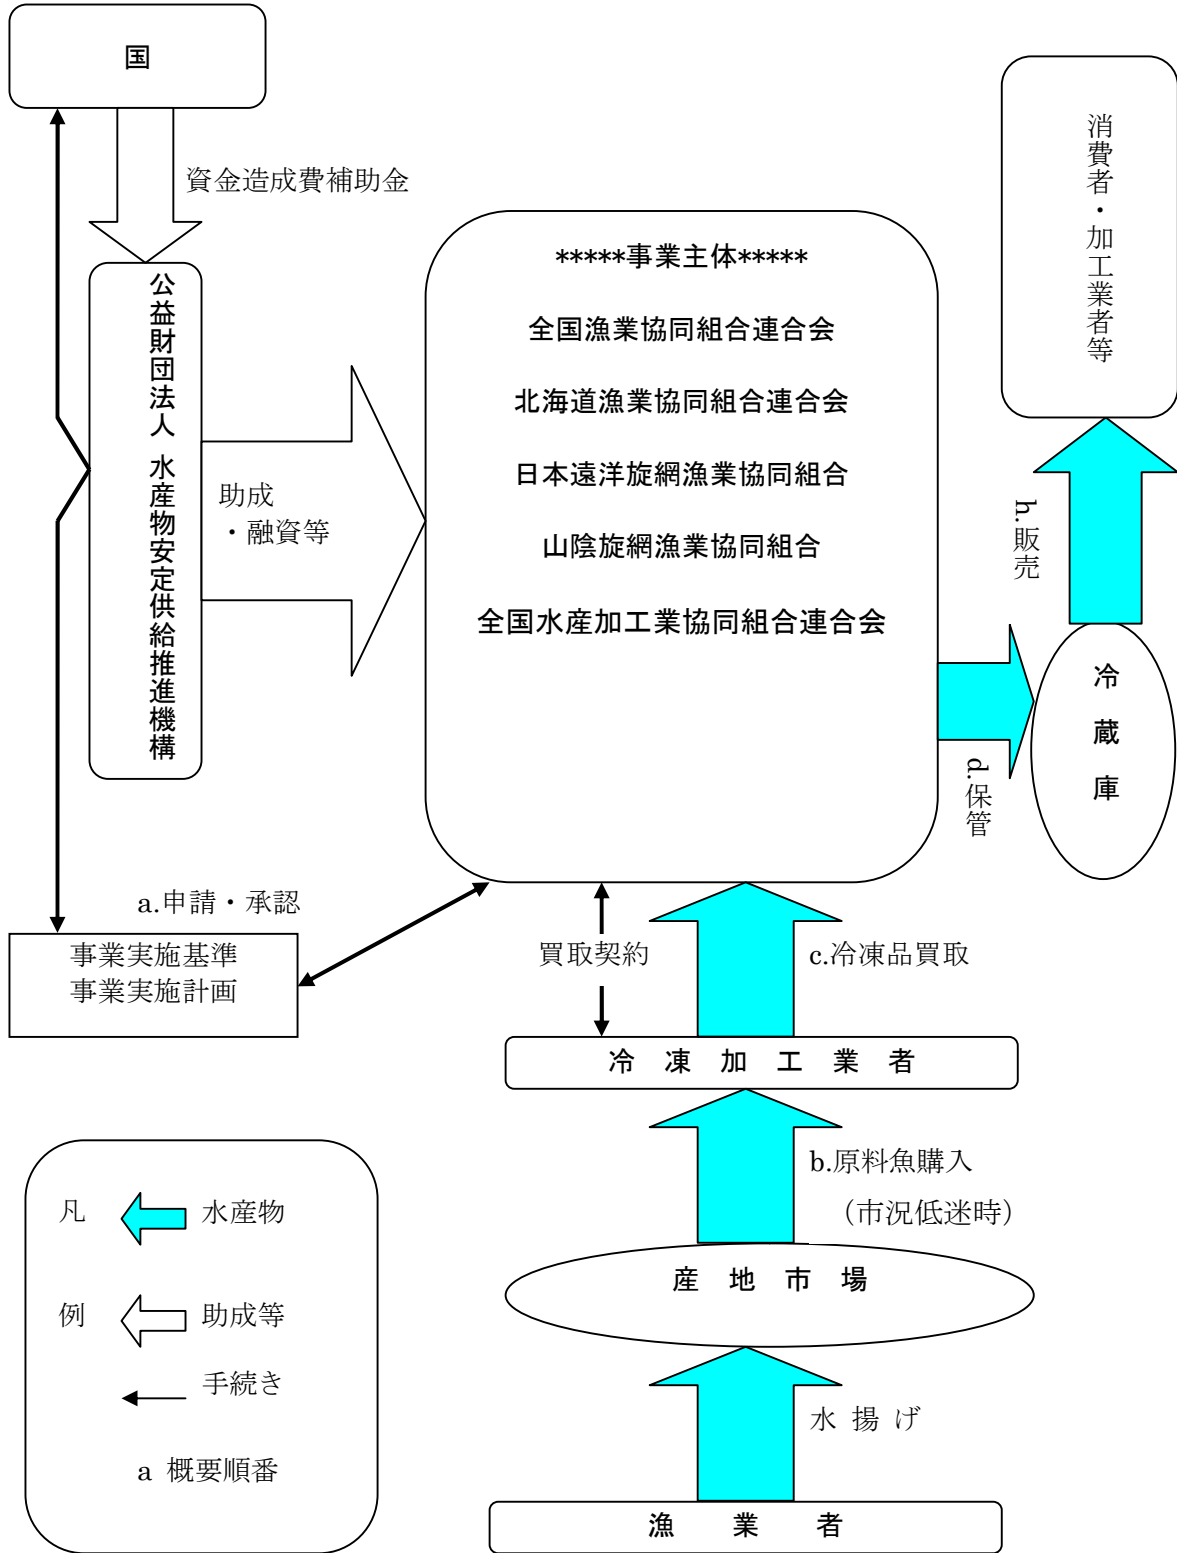 国
資金造成費補助金
公益財団法人 水産物安定供給推進機構
助成
・融資等
*****事業主体*****
全国漁業協同組合連合会
北海道漁業協同組合連合会
日本遠洋旋網漁業協同組合
山陰旋網漁業協同組合
全国水産加工業協同組合連合会
消費者・加工業者等
h.販売
冷蔵庫
d.保管
a.申請・承認
事業実施基準
事業実施計画
買取契約
c.冷凍品買取
冷凍加工業者
b.原料魚購入
（市況低迷時）
産地市場
水揚げ
漁業者
凡 水産物
例 助成等
手続き
a 概要順番